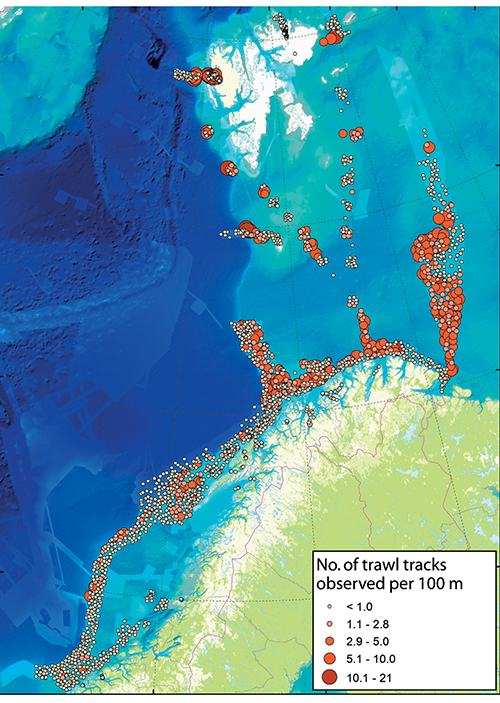 No. of trawl tracks
observed per 100 m
< 1.0
1.1 - 2.8
2.9 - 5.0
5.1 - 10.0
10.1 - 21